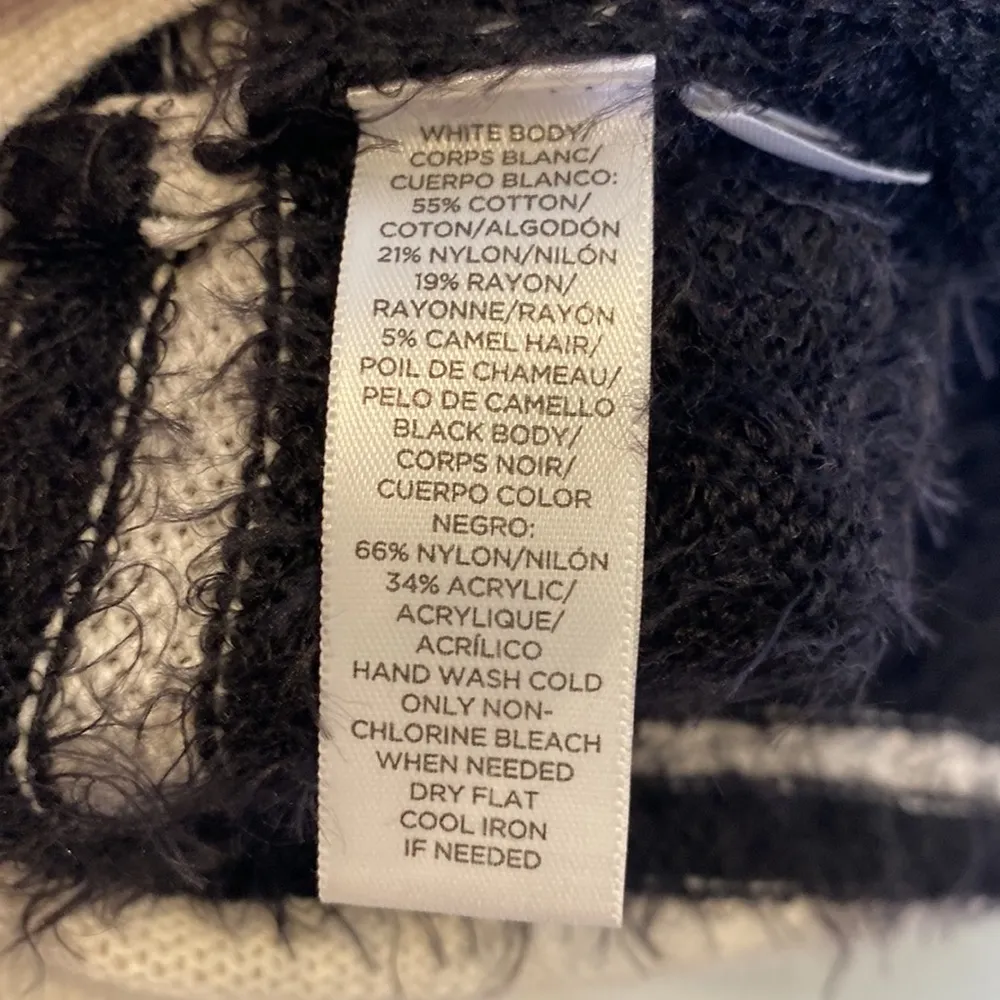 WHITE BODY/
CORPS BLANC/
CUERPO BLANCO:
55% COTTON/
COTON/ALGODÓN
21% NYLON/NILÓN
19% RAYON/
RAYONNE/RAYÓN
5% CAMEL HAIR/
POIL DE CHAMEAU/
PELO DE CAMELLO
BLACK BODY/
CORPS NOIR/
CUERPO COLOR
NEGRO:
66% NYLON/NILÓN
34% ACRYLIC/
ACRYLIQUE/
ACRÍLICO
HAND WASH COLD
ONLY NON-
CHLORINE BLEACH
WHEN NEEDED
DRY FLAT
COOL IRON
IF NEEDED